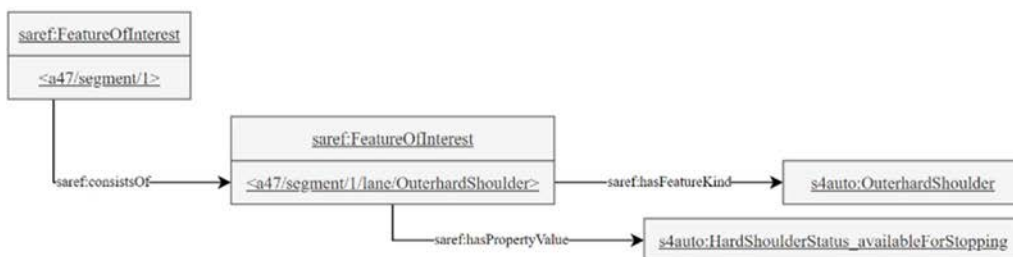 saref:FeatureOfInterest
<a47/segment/1>
saref:FeatureOfInterest
saref:consistsOf
<a47/segment/1/lane/OuterhardShoulder>
saref:hasFeatureKind
s4auto:OuterhardShoulder
saref:hasPropertyValue
s4auto:HardShoulderStatus_availableForStopping